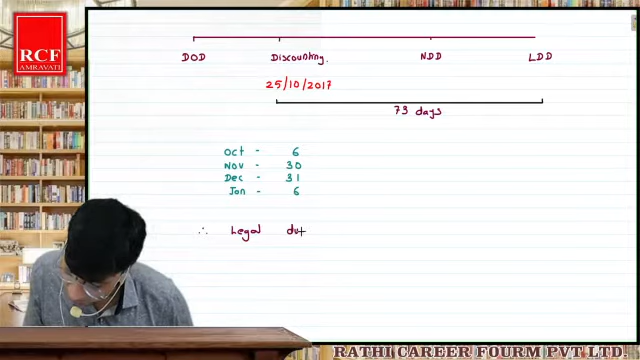 RCF
AMRAVATI
DOD Discounting. NDD LDD
25/10/2017
73 days
Oct - 6
Nov - 30
Dec - 31
Jan - 6
∴ Legal du
RATHI CAREER FOURM PVT LTD